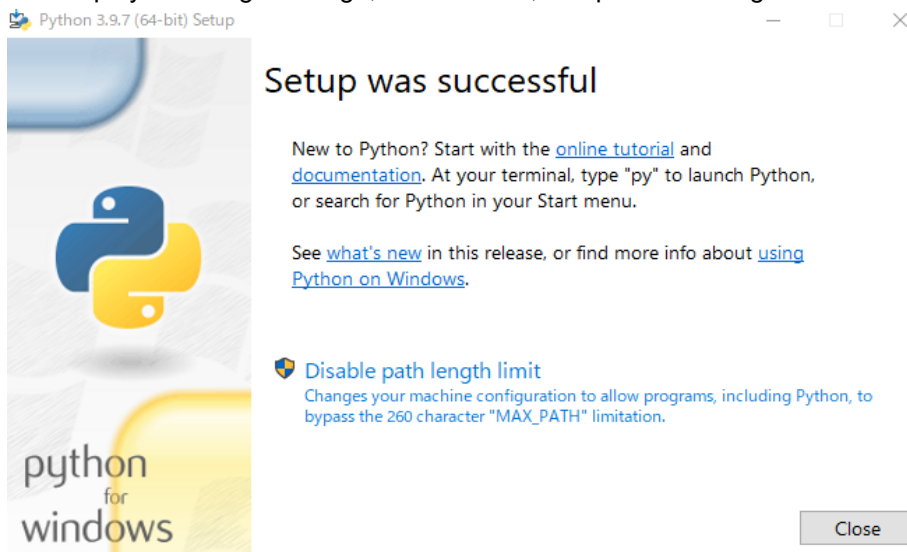 Python 3.9.7 (64-bit) Setup
Setup was successful
New to Python? Start with the online tutorial and
documentation. At your terminal, type "py" to launch Python,
or search for Python in your Start menu.
See what's new in this release, or find more info about using
Python on Windows.
Disable path length limit
Changes your machine configuration to allow programs, including Python, to
bypass the 260 character "MAX_PATH" limitation.
python
for
windows
Close